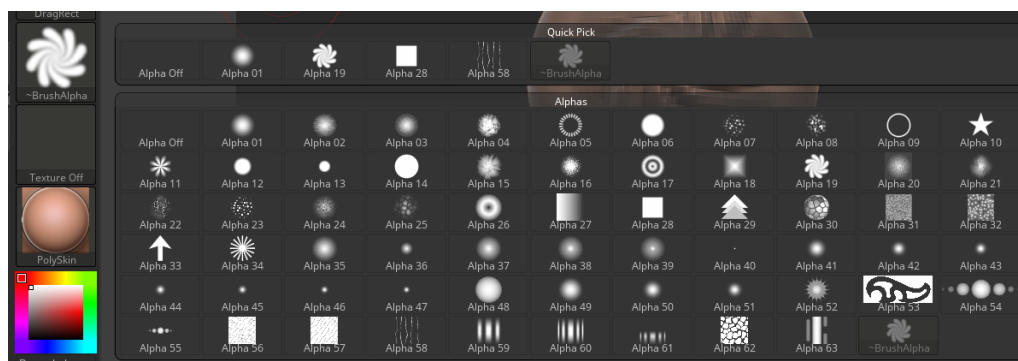 DragRect
Quick Pick
Alpha Off Alpha 01 Alpha 19 Alpha 28 Alpha 58 ~BrushAlpha
~BrushAlpha
Alphas
Alpha Off Alpha 01 Alpha 02 Alpha 03 Alpha 04 Alpha 05 Alpha 06 Alpha 07 Alpha 08 Alpha 09 Alpha 10
Texture Off
Alpha 11 Alpha 12 Alpha 13 Alpha 14 Alpha 15 Alpha 16 Alpha 17 Alpha 18 Alpha 19 Alpha 20 Alpha 21
Alpha 22 Alpha 23 Alpha 24 Alpha 25 Alpha 26 Alpha 27 Alpha 28 Alpha 29 Alpha 30 Alpha 31 Alpha 32
PolySkin
Alpha 33 Alpha 34 Alpha 35 Alpha 36 Alpha 37 Alpha 38 Alpha 39 Alpha 40 Alpha 41 Alpha 42 Alpha 43
Alpha 44 Alpha 45 Alpha 46 Alpha 47 Alpha 48 Alpha 49 Alpha 50 Alpha 51 Alpha 52 Alpha 53 Alpha 54
Alpha 55 Alpha 56 Alpha 57 Alpha 58 Alpha 59 Alpha 60 Alpha 61 Alpha 62 Alpha 63 ~BrushAlpha